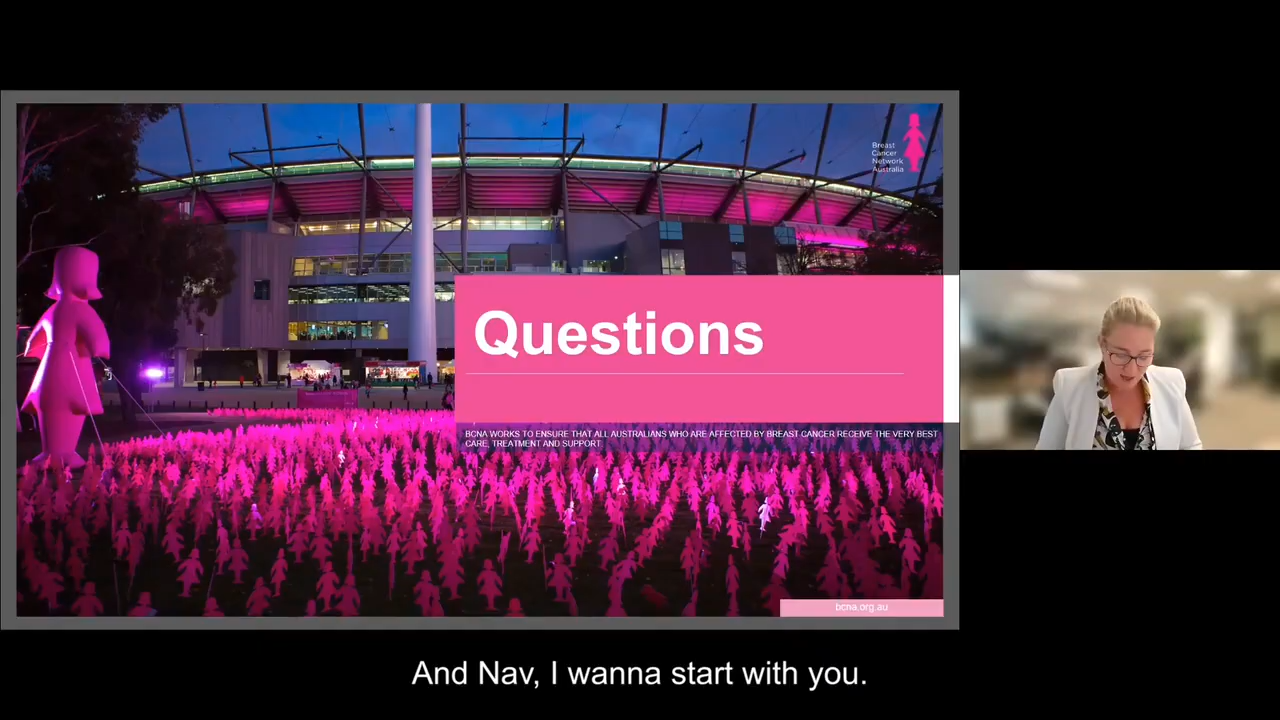 Breast
Cancer
Network
Australia
Questions
BCNA WORKS TO ENSURE THAT ALL AUSTRALIANS WHO ARE AFFECTED BY BREAST CANCER RECEIVE THE VERY BEST
CARE, TREATMENT AND SUPPORT
bcna.org.au
And Nav, I wanna start with you.